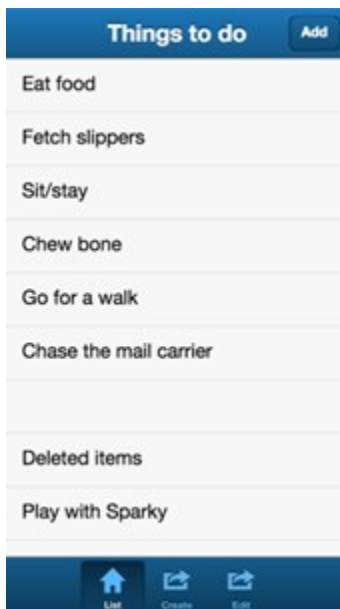 Things to do
Add
Eat food
Fetch slippers
Sit/stay
Chew bone
Go for a walk
Chase the mail carrier
Deleted items
Play with Sparky
List
Create
Edit